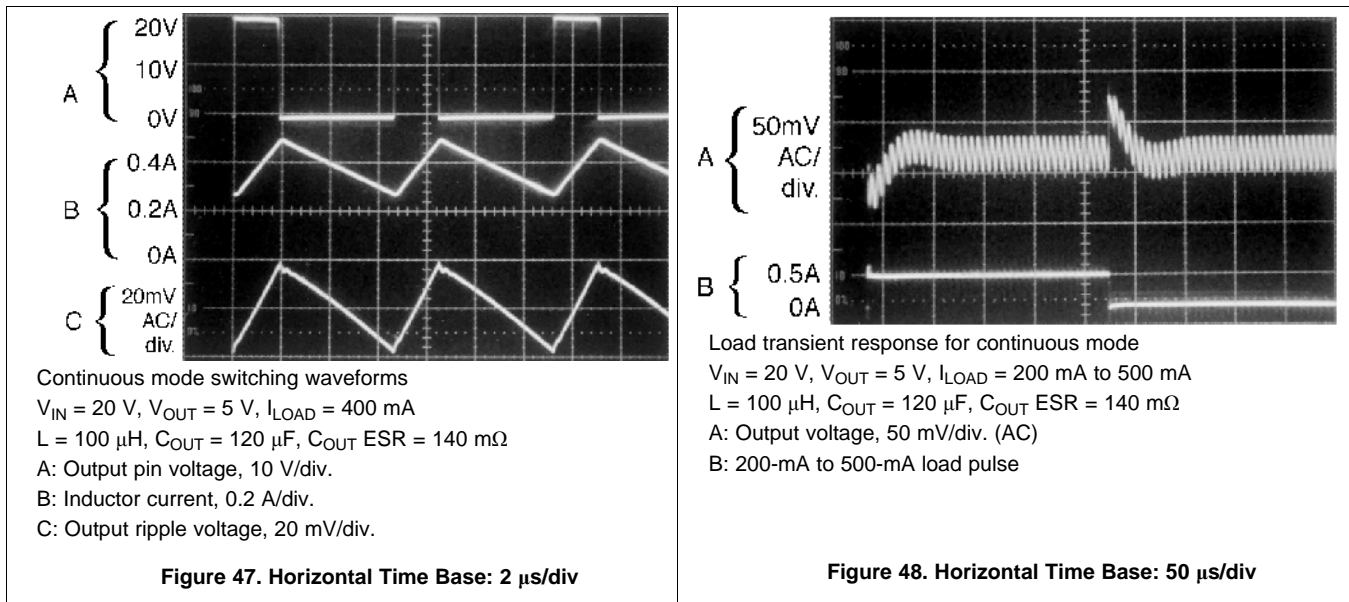 20V
10V
A
0V
0.4A
B
0.2A
0A
20mV
C
AC/
div.
Continuous mode switching waveforms
V_IN = 20 V, V_OUT = 5 V, I_LOAD = 400 mA
L = 100 μH, C_OUT = 120 μF, C_OUT ESR = 140 mΩ
A: Output pin voltage, 10 V/div.
B: Inductor current, 0.2 A/div.
C: Output ripple voltage, 20 mV/div.
Figure 47. Horizontal Time Base: 2 μs/div
50mV
A
AC/
div.
B
0.5A
0A
Load transient response for continuous mode
V_IN = 20 V, V_OUT = 5 V, I_LOAD = 200 mA to 500 mA
L = 100 μH, C_OUT = 120 μF, C_OUT ESR = 140 mΩ
A: Output voltage, 50 mV/div. (AC)
B: 200-mA to 500-mA load pulse
Figure 48. Horizontal Time Base: 50 μs/div